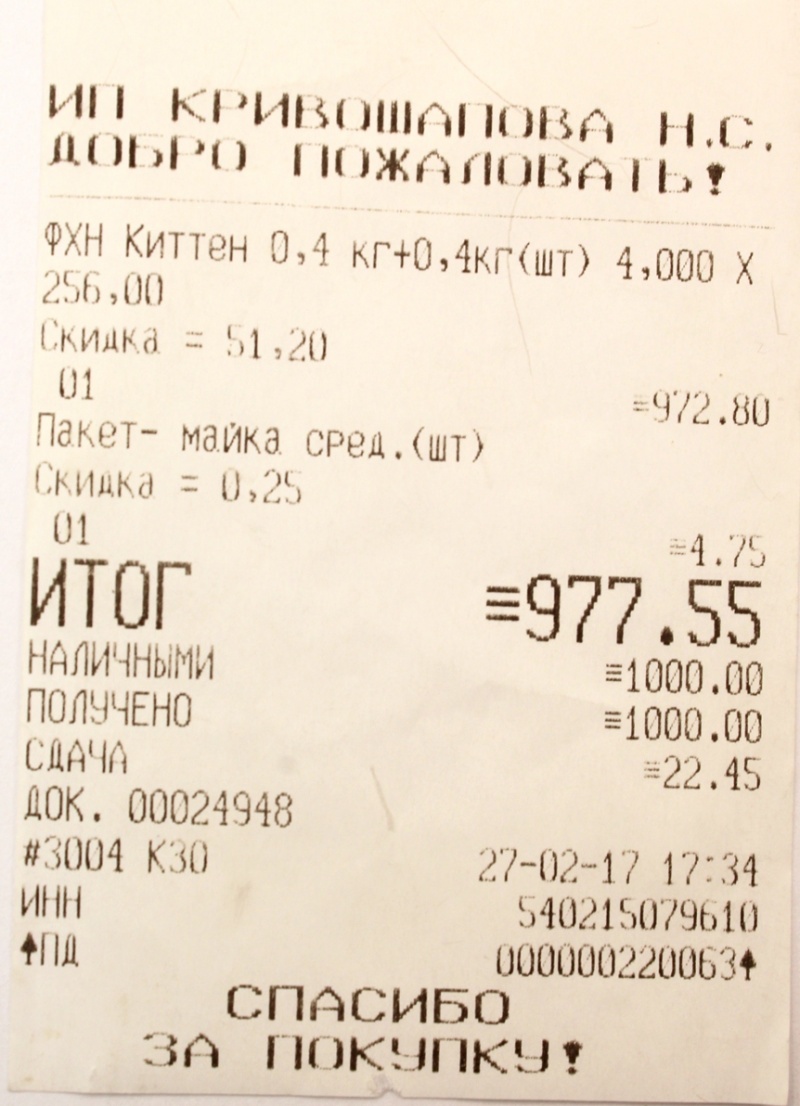 ИП КРИВОШАПОВА Н.С.
ДОБРО ПОЖАЛОВАТЬ!
ФХН Киттен 0,4 кг+0,4кг(шт) 4,000 X
256,00
Скидка = 51,20
01 =972.80
Пакет- майка сред.(шт)
Скидка = 0,25
01 =4.75
ИТОГ ≡977.55
НАЛИЧНЫМИ ≡1000.00
ПОЛУЧЕНО ≡1000.00
СДАЧА ≡22.45
ДОК. 00024948
#3004 К30 27-02-17 17:34
ИНН 540215079610
↑ПД 000000220063↑
СПАСИБО
ЗА ПОКУПКУ!